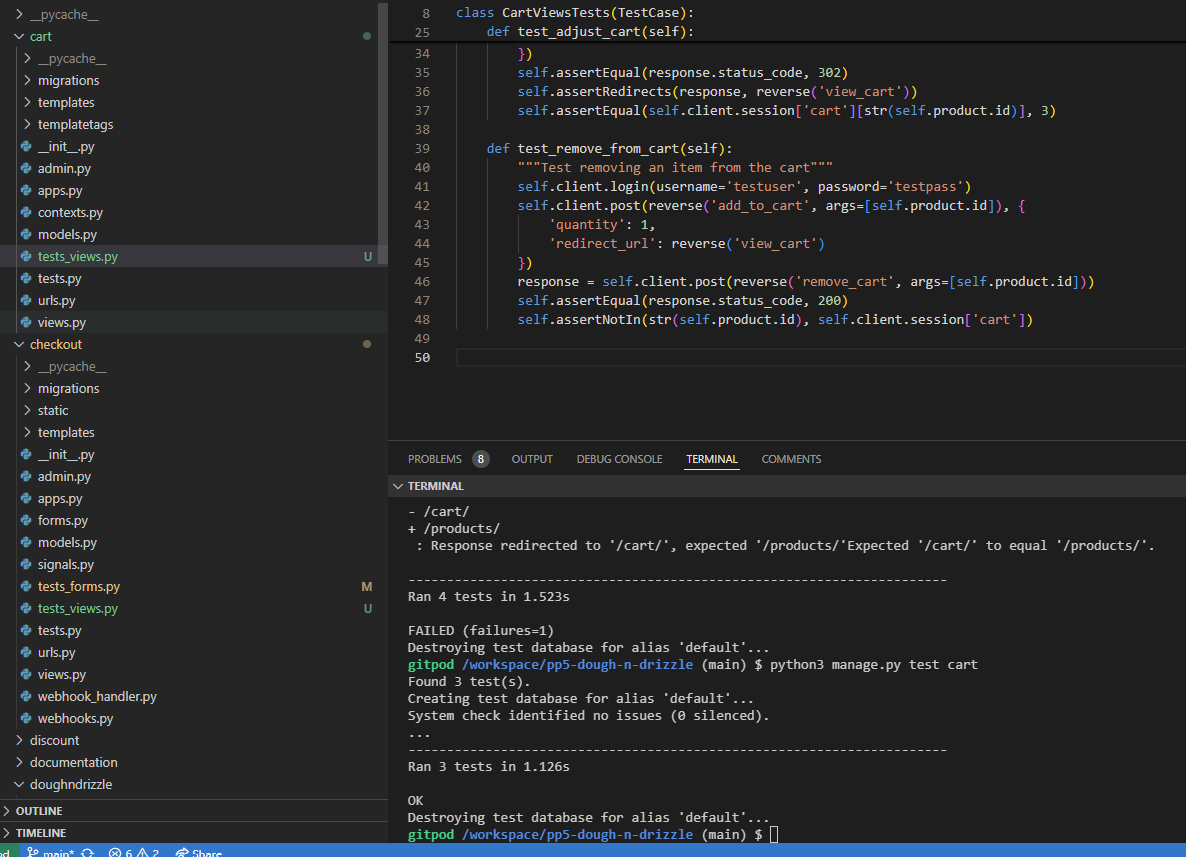 __pycache__
cart
__pycache__
migrations
templates
templatetags
__init__.py
admin.py
apps.py
contexts.py
models.py
tests_views.py U
tests.py
urls.py
views.py
checkout
__pycache__
migrations
static
templates
__init__.py
admin.py
apps.py
forms.py
models.py
signals.py
tests_forms.py M
tests_views.py U
tests.py
urls.py
views.py
webhook_handler.py
webhooks.py
discount
documentation
doughndrizzle
OUTLINE
TIMELINE
8 class CartViewsTests(TestCase):
25 def test_adjust_cart(self):
34 })
35 self.assertEqual(response.status_code, 302)
36 self.assertRedirects(response, reverse('view_cart'))
37 self.assertEqual(self.client.session['cart'][str(self.product.id)], 3)
38
39 def test_remove_from_cart(self):
40 """Test removing an item from the cart"""
41 self.client.login(username='testuser', password='testpass')
42 self.client.post(reverse('add_to_cart', args=[self.product.id]), {
43 'quantity': 1,
44 'redirect_url': reverse('view_cart')
45 })
46 response = self.client.post(reverse('remove_cart', args=[self.product.id]))
47 self.assertEqual(response.status_code, 200)
48 self.assertNotIn(str(self.product.id), self.client.session['cart'])
49
50
PROBLEMS 8 OUTPUT DEBUG CONSOLE TERMINAL COMMENTS
TERMINAL
- /cart/
+ /products/
: Response redirected to '/cart/', expected '/products/'Expected '/cart/' to equal '/products/'.
----------------------------------------------------------------------
Ran 4 tests in 1.523s
FAILED (failures=1)
Destroying test database for alias 'default'...
gitpod /workspace/pp5-dough-n-drizzle (main) $ python3 manage.py test cart
Found 3 test(s).
Creating test database for alias 'default'...
System check identified no issues (0 silenced).
...
----------------------------------------------------------------------
Ran 3 tests in 1.126s
OK
Destroying test database for alias 'default'...
gitpod /workspace/pp5-dough-n-drizzle (main) $
main* 6 2 Share